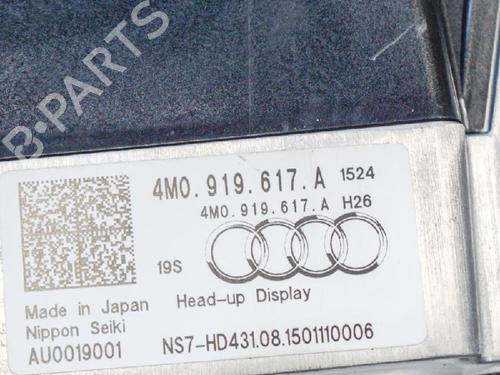 B-PARTS
4M0.919.617.A 1524
4M0.919.617.A H26
19S
Made in Japan
Nippon Seiki
AU0019001
Head-up Display
NS7-HD431.08.1501110006